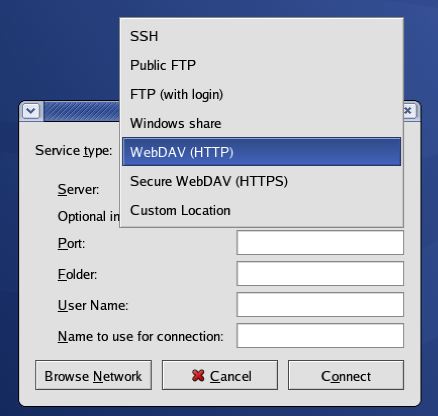 SSH
Public FTP
FTP (with login)
Windows share
Service type:
WebDAV (HTTP)
Secure WebDAV (HTTPS)
Server:
Custom Location
Optional in
Port:
Folder:
User Name:
Name to use for connection:
Browse Network
Cancel
Connect